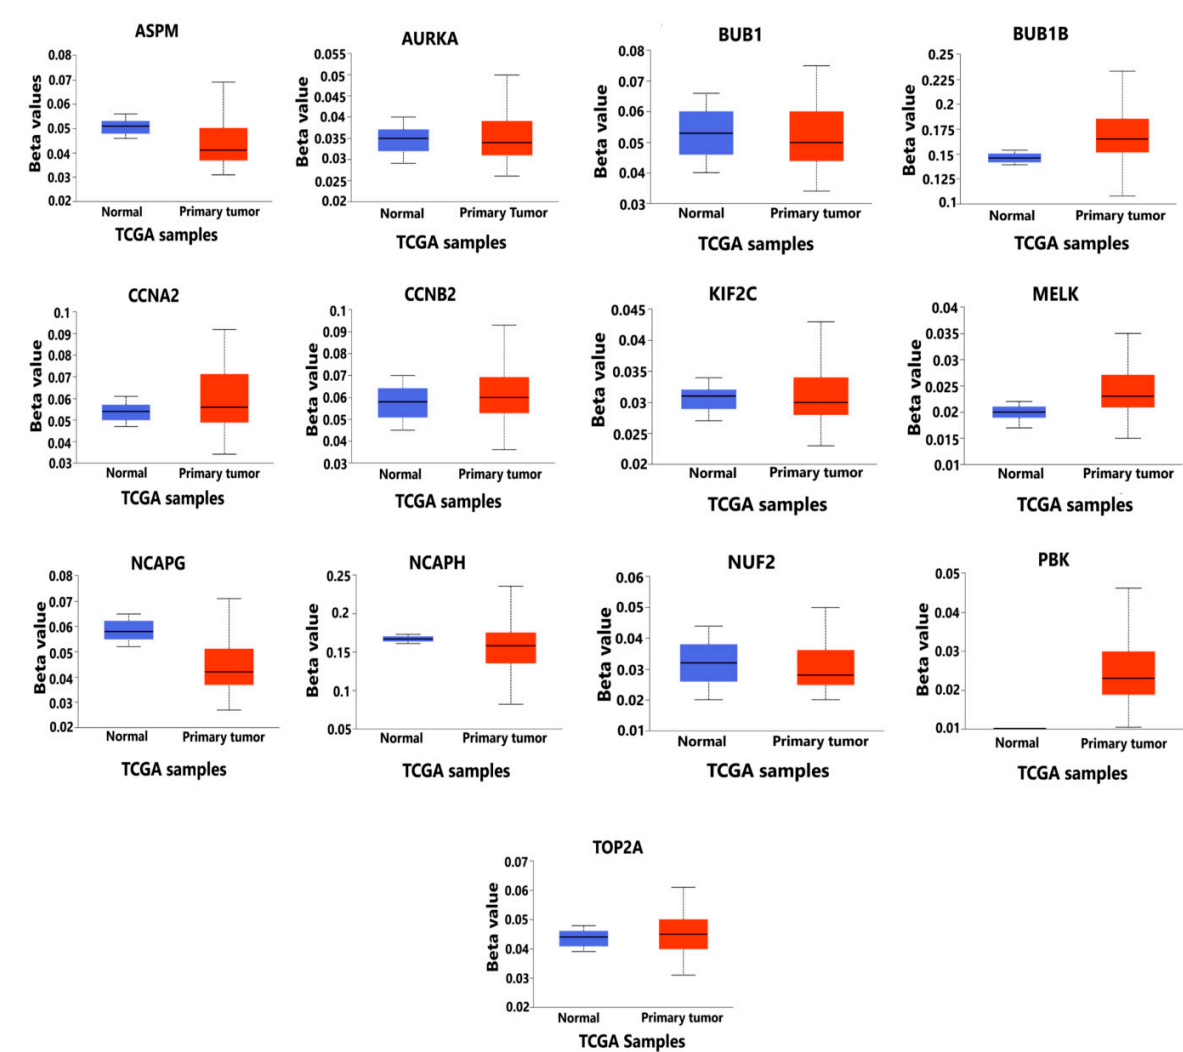 ASPM
Beta values
0.08
0.07
0.06
0.05
0.04
0.03
0.02
Normal Primary tumor
TCGA samples
AURKA
Beta value
0.055
0.050
0.045
0.04
0.035
0.03
0.025
0.02
Normal Primary Tumor
TCGA samples
BUB1
Beta value
0.08
0.07
0.06
0.05
0.04
0.03
Normal Primary tumor
TCGA samples
BUB1B
Beta value
0.25
0.225
0.2
0.175
0.15
0.125
0.1
Normal Primary tumor
TCGA samples
CCNA2
Beta value
0.1
0.09
0.08
0.07
0.06
0.05
0.04
0.03
Normal Primary tumor
TCGA samples
CCNB2
Beta value
0.1
0.09
0.08
0.07
0.06
0.05
0.04
0.03
Normal Primary tumor
TCGA samples
KIF2C
Beta value
0.045
0.04
0.035
0.03
0.025
0.02
Normal Primary tumor
TCGA samples
MELK
Beta value
0.04
0.035
0.03
0.025
0.02
0.015
0.01
Normal Primary tumor
TCGA samples
NCAPG
Beta value
0.08
0.07
0.06
0.05
0.04
0.03
0.02
Normal Primary tumor
TCGA samples
NCAPH
Beta value
0.25
0.2
0.15
0.1
0.05
Normal Primary tumor
TCGA samples
NUF2
Beta value
0.06
0.05
0.04
0.03
0.02
0.01
Normal Primary tumor
TCGA samples
PBK
Beta value
0.05
0.04
0.03
0.02
0.01
Normal Primary tumor
TCGA samples
TOP2A
Beta value
0.07
0.06
0.05
0.04
0.03
0.02
Normal Primary tumor
TCGA Samples